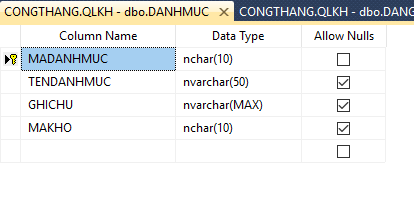 CONGTHANG.QLKH - dbo.DANHMUC CONGTHANG.QLKH - dbo.DANG
Column Name Data Type Allow Nulls
MADANHMUC nchar(10)
TENDANHMUC nvarchar(50)
GHICHU nvarchar(MAX)
MAKHO nchar(10)